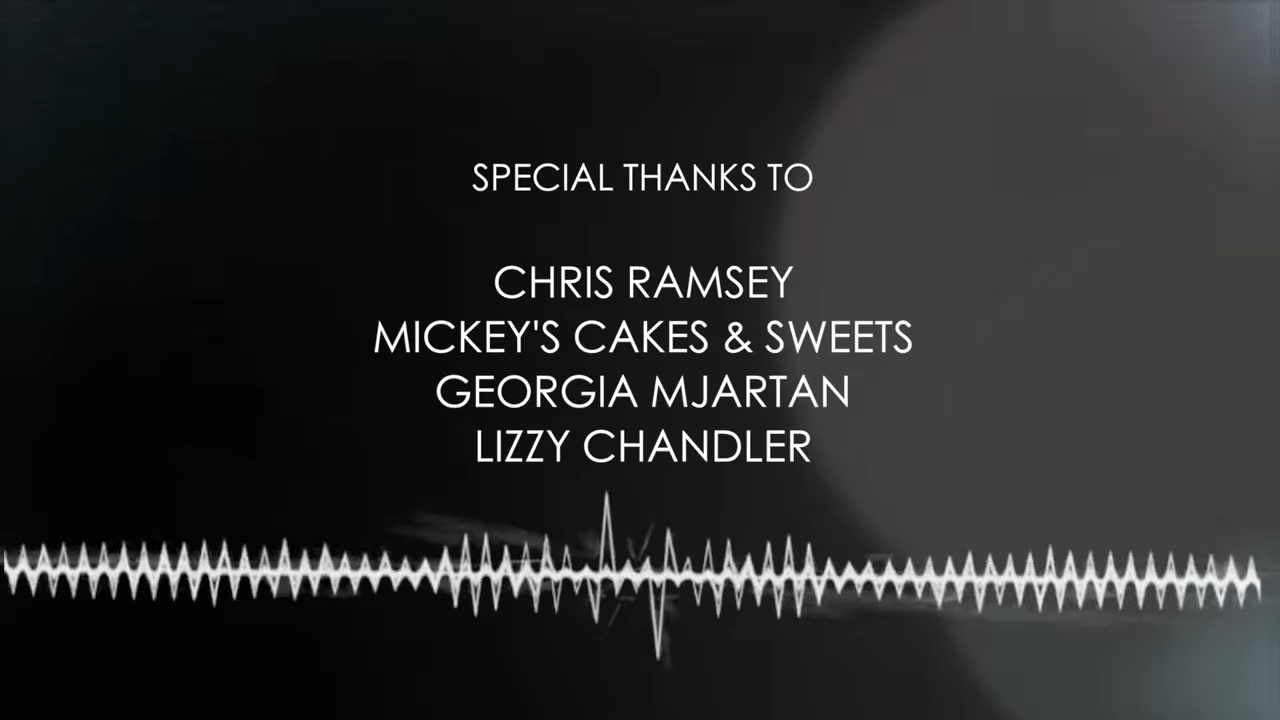 SPECIAL THANKS TO
CHRIS RAMSEY
MICKEY'S CAKES & SWEETS
GEORGIA MJARTAN
LIZZY CHANDLER